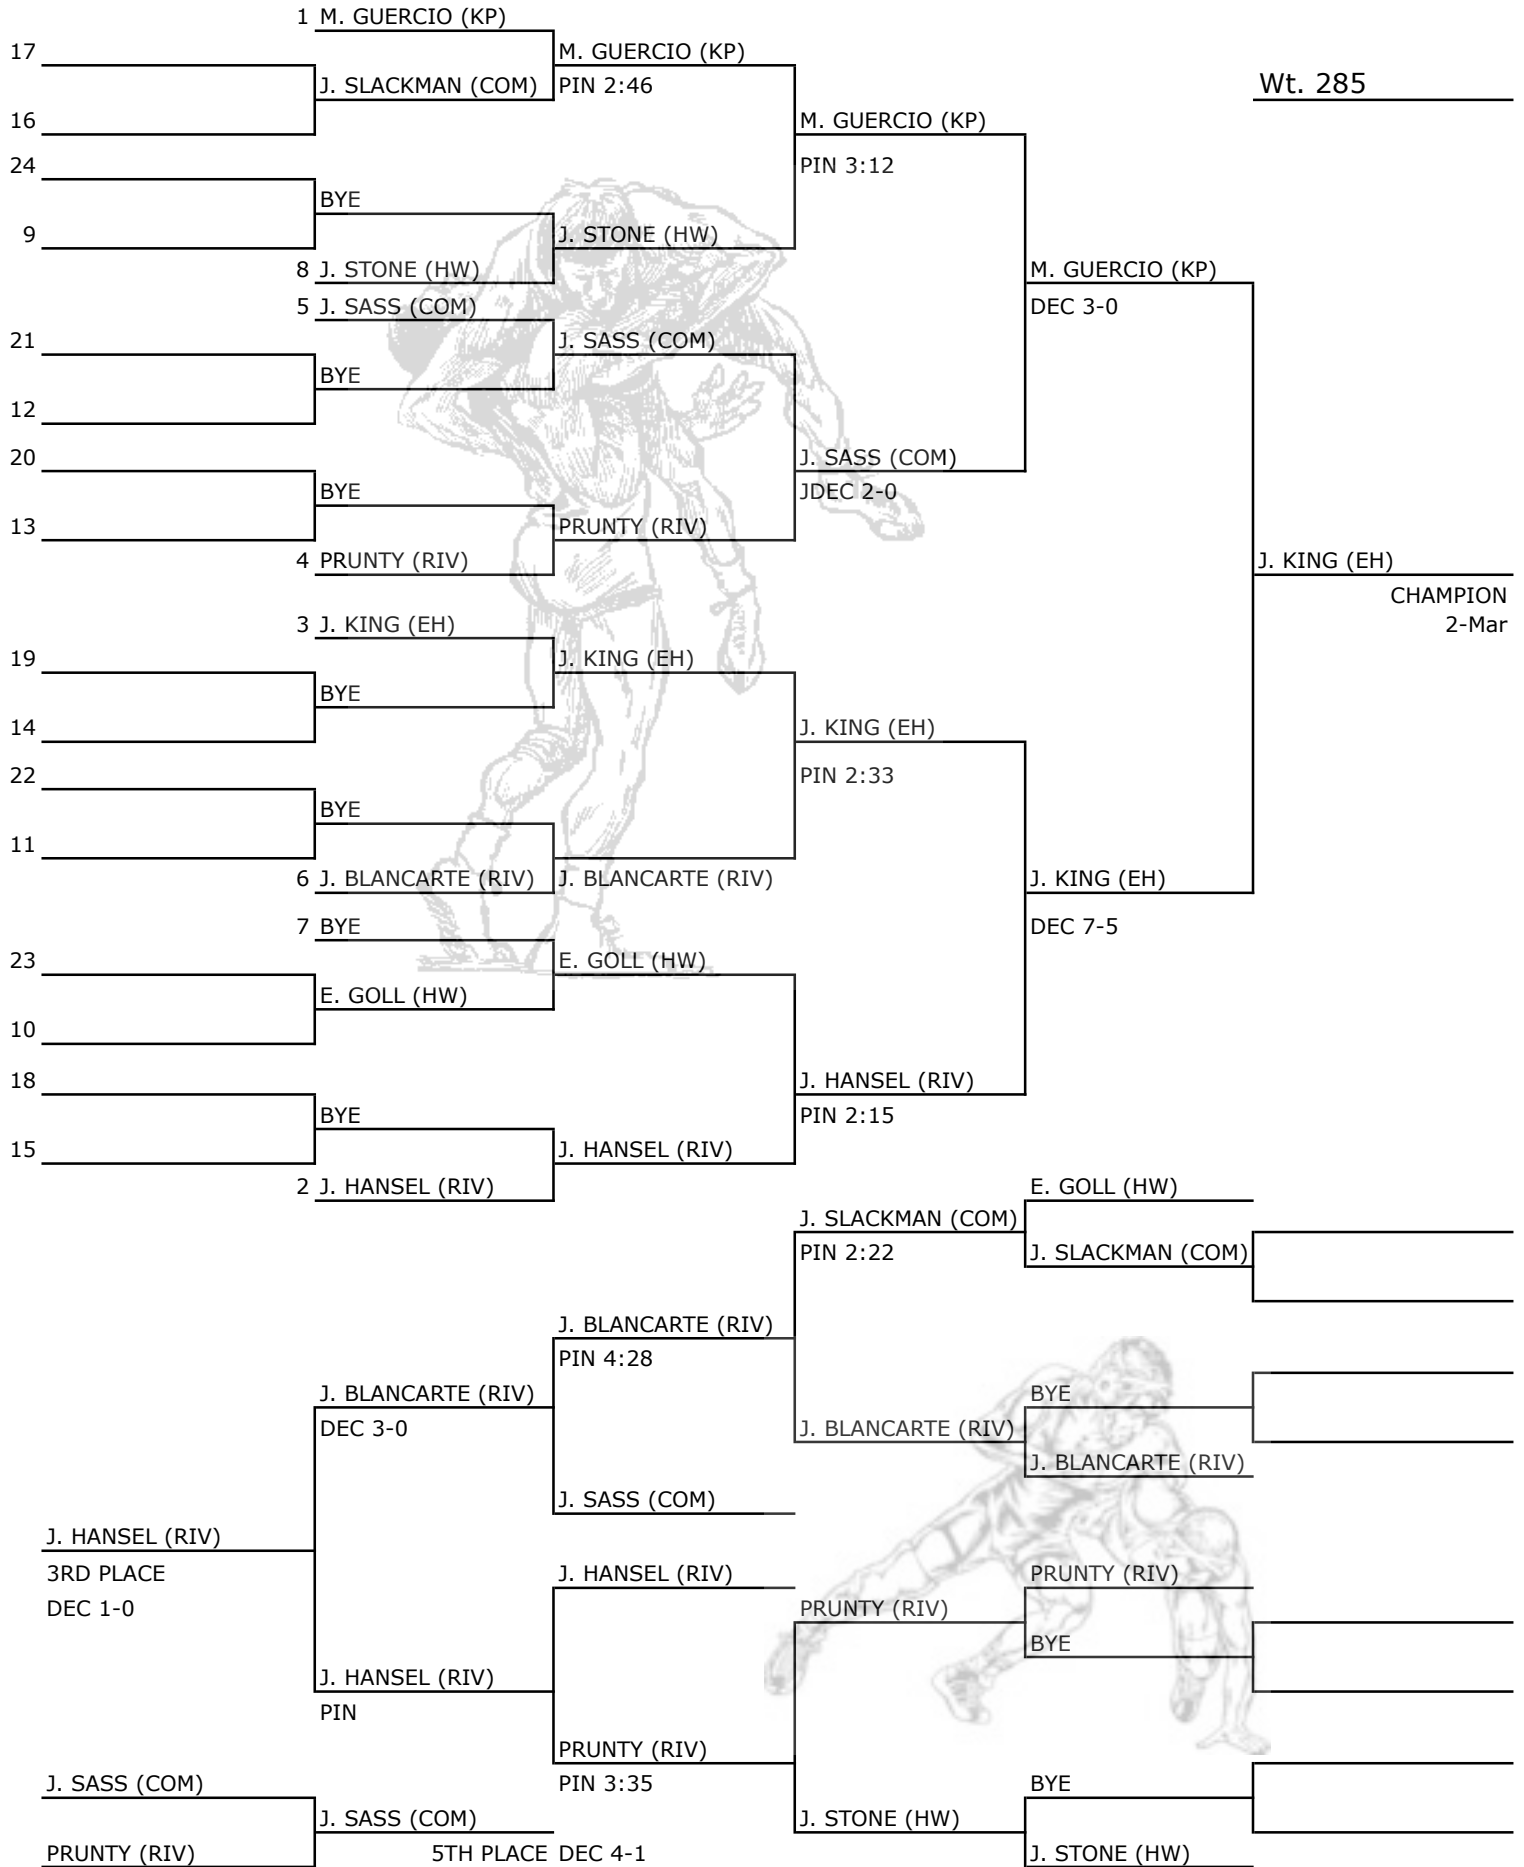 1 M. GUERCIO (KP)
17
M. GUERCIO (KP)
J. SLACKMAN (COM)
PIN 2:46
Wt. 285
16
M. GUERCIO (KP)
24
PIN 3:12
BYE
9
J. STONE (HW)
8 J. STONE (HW)
M. GUERCIO (KP)
5 J. SASS (COM)
DEC 3-0
21
J. SASS (COM)
BYE
12
20
J. SASS (COM)
BYE
JDEC 2-0
13
PRUNTY (RIV)
4 PRUNTY (RIV)
J. KING (EH)
CHAMPION
2-Mar
3 J. KING (EH)
19
J. KING (EH)
BYE
14
J. KING (EH)
22
PIN 2:33
BYE
11
6 J. BLANCARTE (RIV)
J. BLANCARTE (RIV)
J. KING (EH)
7 BYE
DEC 7-5
23
E. GOLL (HW)
E. GOLL (HW)
10
18
J. HANSEL (RIV)
BYE
PIN 2:15
15
J. HANSEL (RIV)
2 J. HANSEL (RIV)
E. GOLL (HW)
J. SLACKMAN (COM)
PIN 2:22
J. SLACKMAN (COM)
J. BLANCARTE (RIV)
PIN 4:28
J. BLANCARTE (RIV)
BYE
DEC 3-0
J. BLANCARTE (RIV)
J. BLANCARTE (RIV)
J. SASS (COM)
J. HANSEL (RIV)
3RD PLACE
J. HANSEL (RIV)
PRUNTY (RIV)
DEC 1-0
PRUNTY (RIV)
BYE
J. HANSEL (RIV)
PIN
PRUNTY (RIV)
J. SASS (COM)
PIN 3:35
BYE
J. SASS (COM)
J. STONE (HW)
PRUNTY (RIV)
5TH PLACE DEC 4-1
J. STONE (HW)